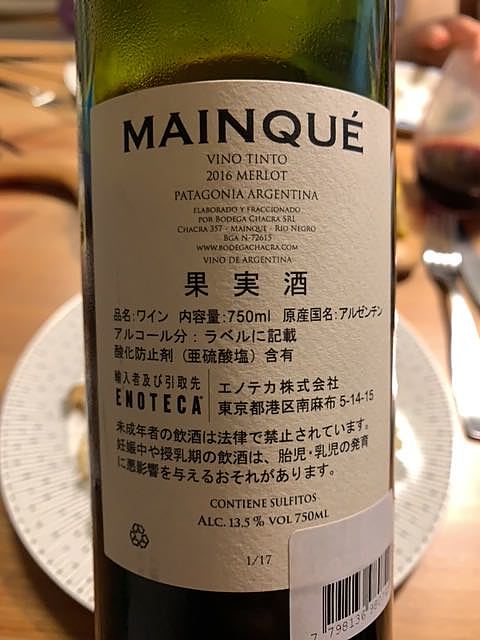 MAINQUÉ
VINO TINTO
2016 MERLOT
PATAGONIA ARGENTINA
ELABORADO Y FRACCIONADO
POR BODEGA CHACRA SRL
CHACRA 357 - MAINQUE - RIO NEGRO
BGA N-72615
WWW.BODEGACHACRA.COM
VINO DE ARGENTINA
果実酒
品名:ワイン 内容量:750ml 原産国名:アルゼンチン
アルコール分:ラベルに記載
酸化防止剤(亜硫酸塩)含有
輸入者及び引取先
ENOTECA
エノテカ株式会社
東京都港区南麻布 5-14-15
未成年者の飲酒は法律で禁止されています。
妊娠中や授乳期の飲酒は、胎児・乳児の発育
に悪影響を与えるおそれがあります。
CONTIENE SULFITOS
ALC. 13.5 % VOL 750ML
1/17